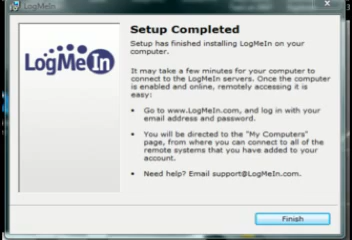 LogMeIn
LogMeIn
Setup Completed
Setup has finished installing LogMeIn on your
computer.
It may take a few minutes for your computer to
connect to the LogMeIn servers. Once the computer
is enabled and online, remotely accessing it is
easy:
• Go to www.LogMeIn.com, and log in with your
email address and password.
• You will be directed to the "My Computers"
page, from where you can connect to all of the
remote systems that you have added to your
account.
• Need help? Email support@LogMeIn.com.
Finish